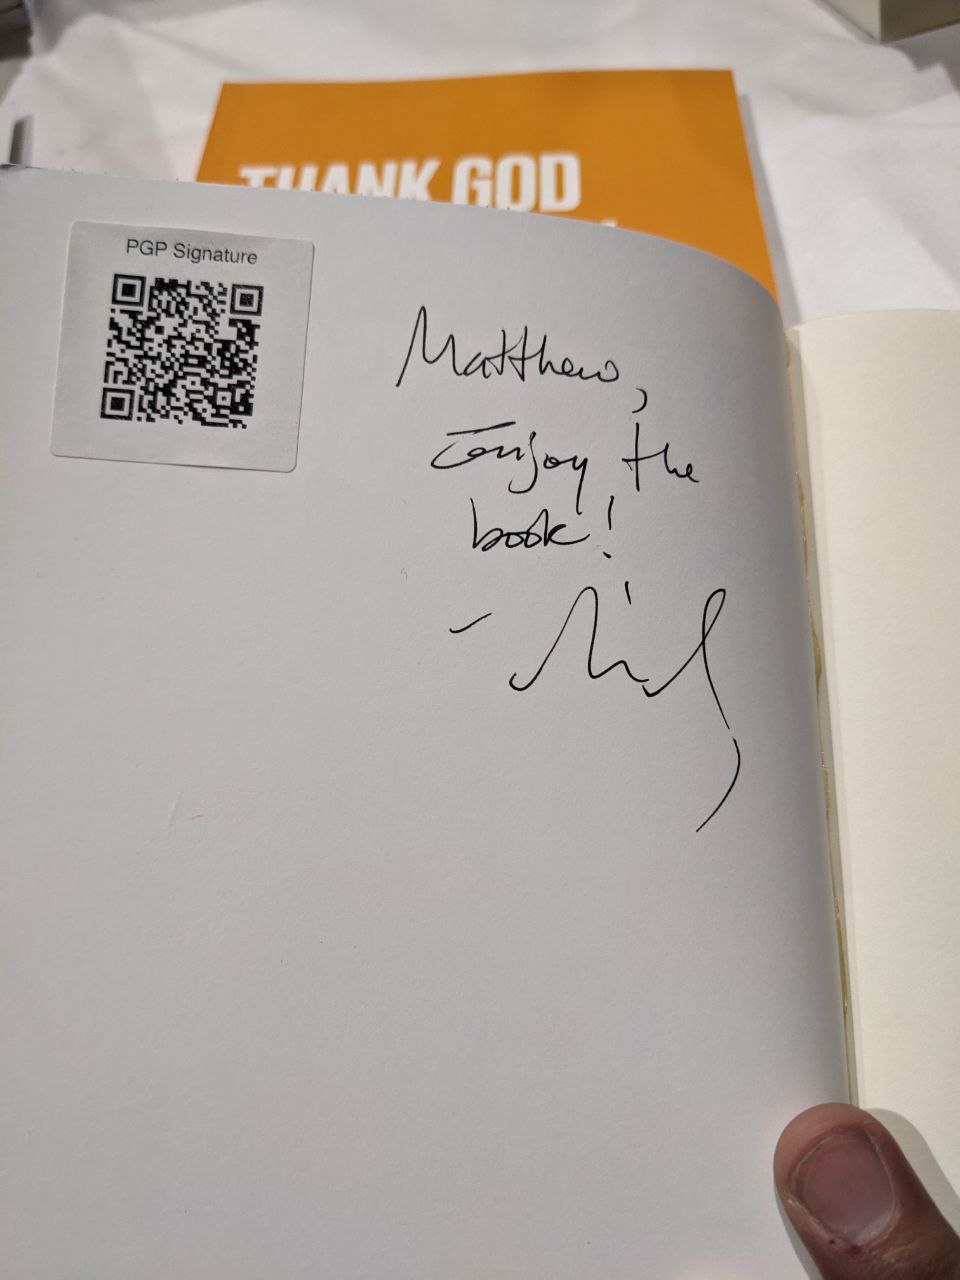 THANK GOD
PGP Signature
Matthew,
Enjoy the
book!